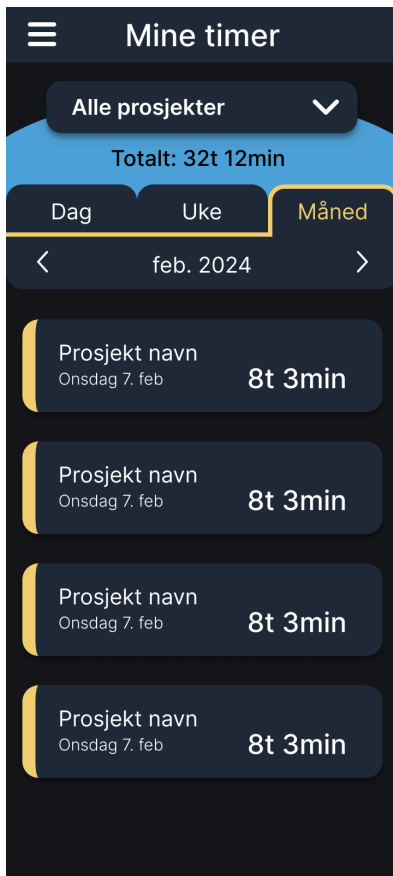 Mine timer
Alle prosjekter
Totalt: 32t 12min
Dag Uke Måned
feb. 2024
Prosjekt navn
Onsdag 7. feb 8t 3min
Prosjekt navn
Onsdag 7. feb 8t 3min
Prosjekt navn
Onsdag 7. feb 8t 3min
Prosjekt navn
Onsdag 7. feb 8t 3min